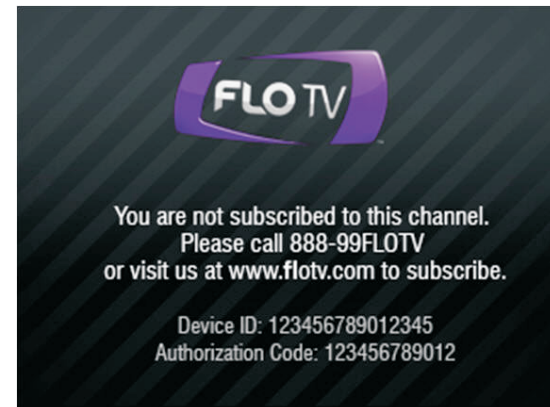 FLO TV
You are not subscribed to this channel.
Please call 888-99FLOTV
or visit us at www.flotv.com to subscribe.
Device ID: 123456789012345
Authorization Code: 123456789012